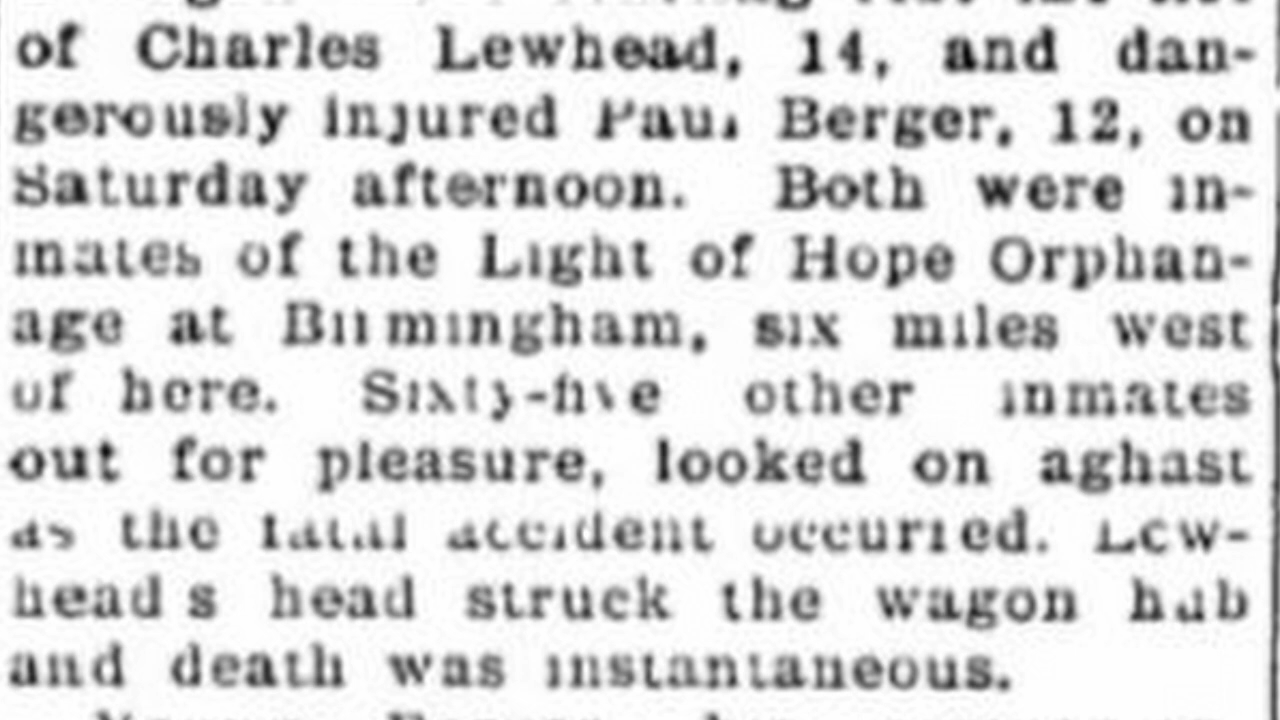 of Charles Lewhead, 14, and dan-
gerously injured Paul Berger, 12, on
Saturday afternoon. Both were in-
mates of the Light of Hope Orphan-
age at Birmingham, six miles west
of here. Sixty-five other inmates
out for pleasure, looked on aghast
as the fatal accident occurred. Lew-
head s head struck the wagon hub
and death was instantaneous.